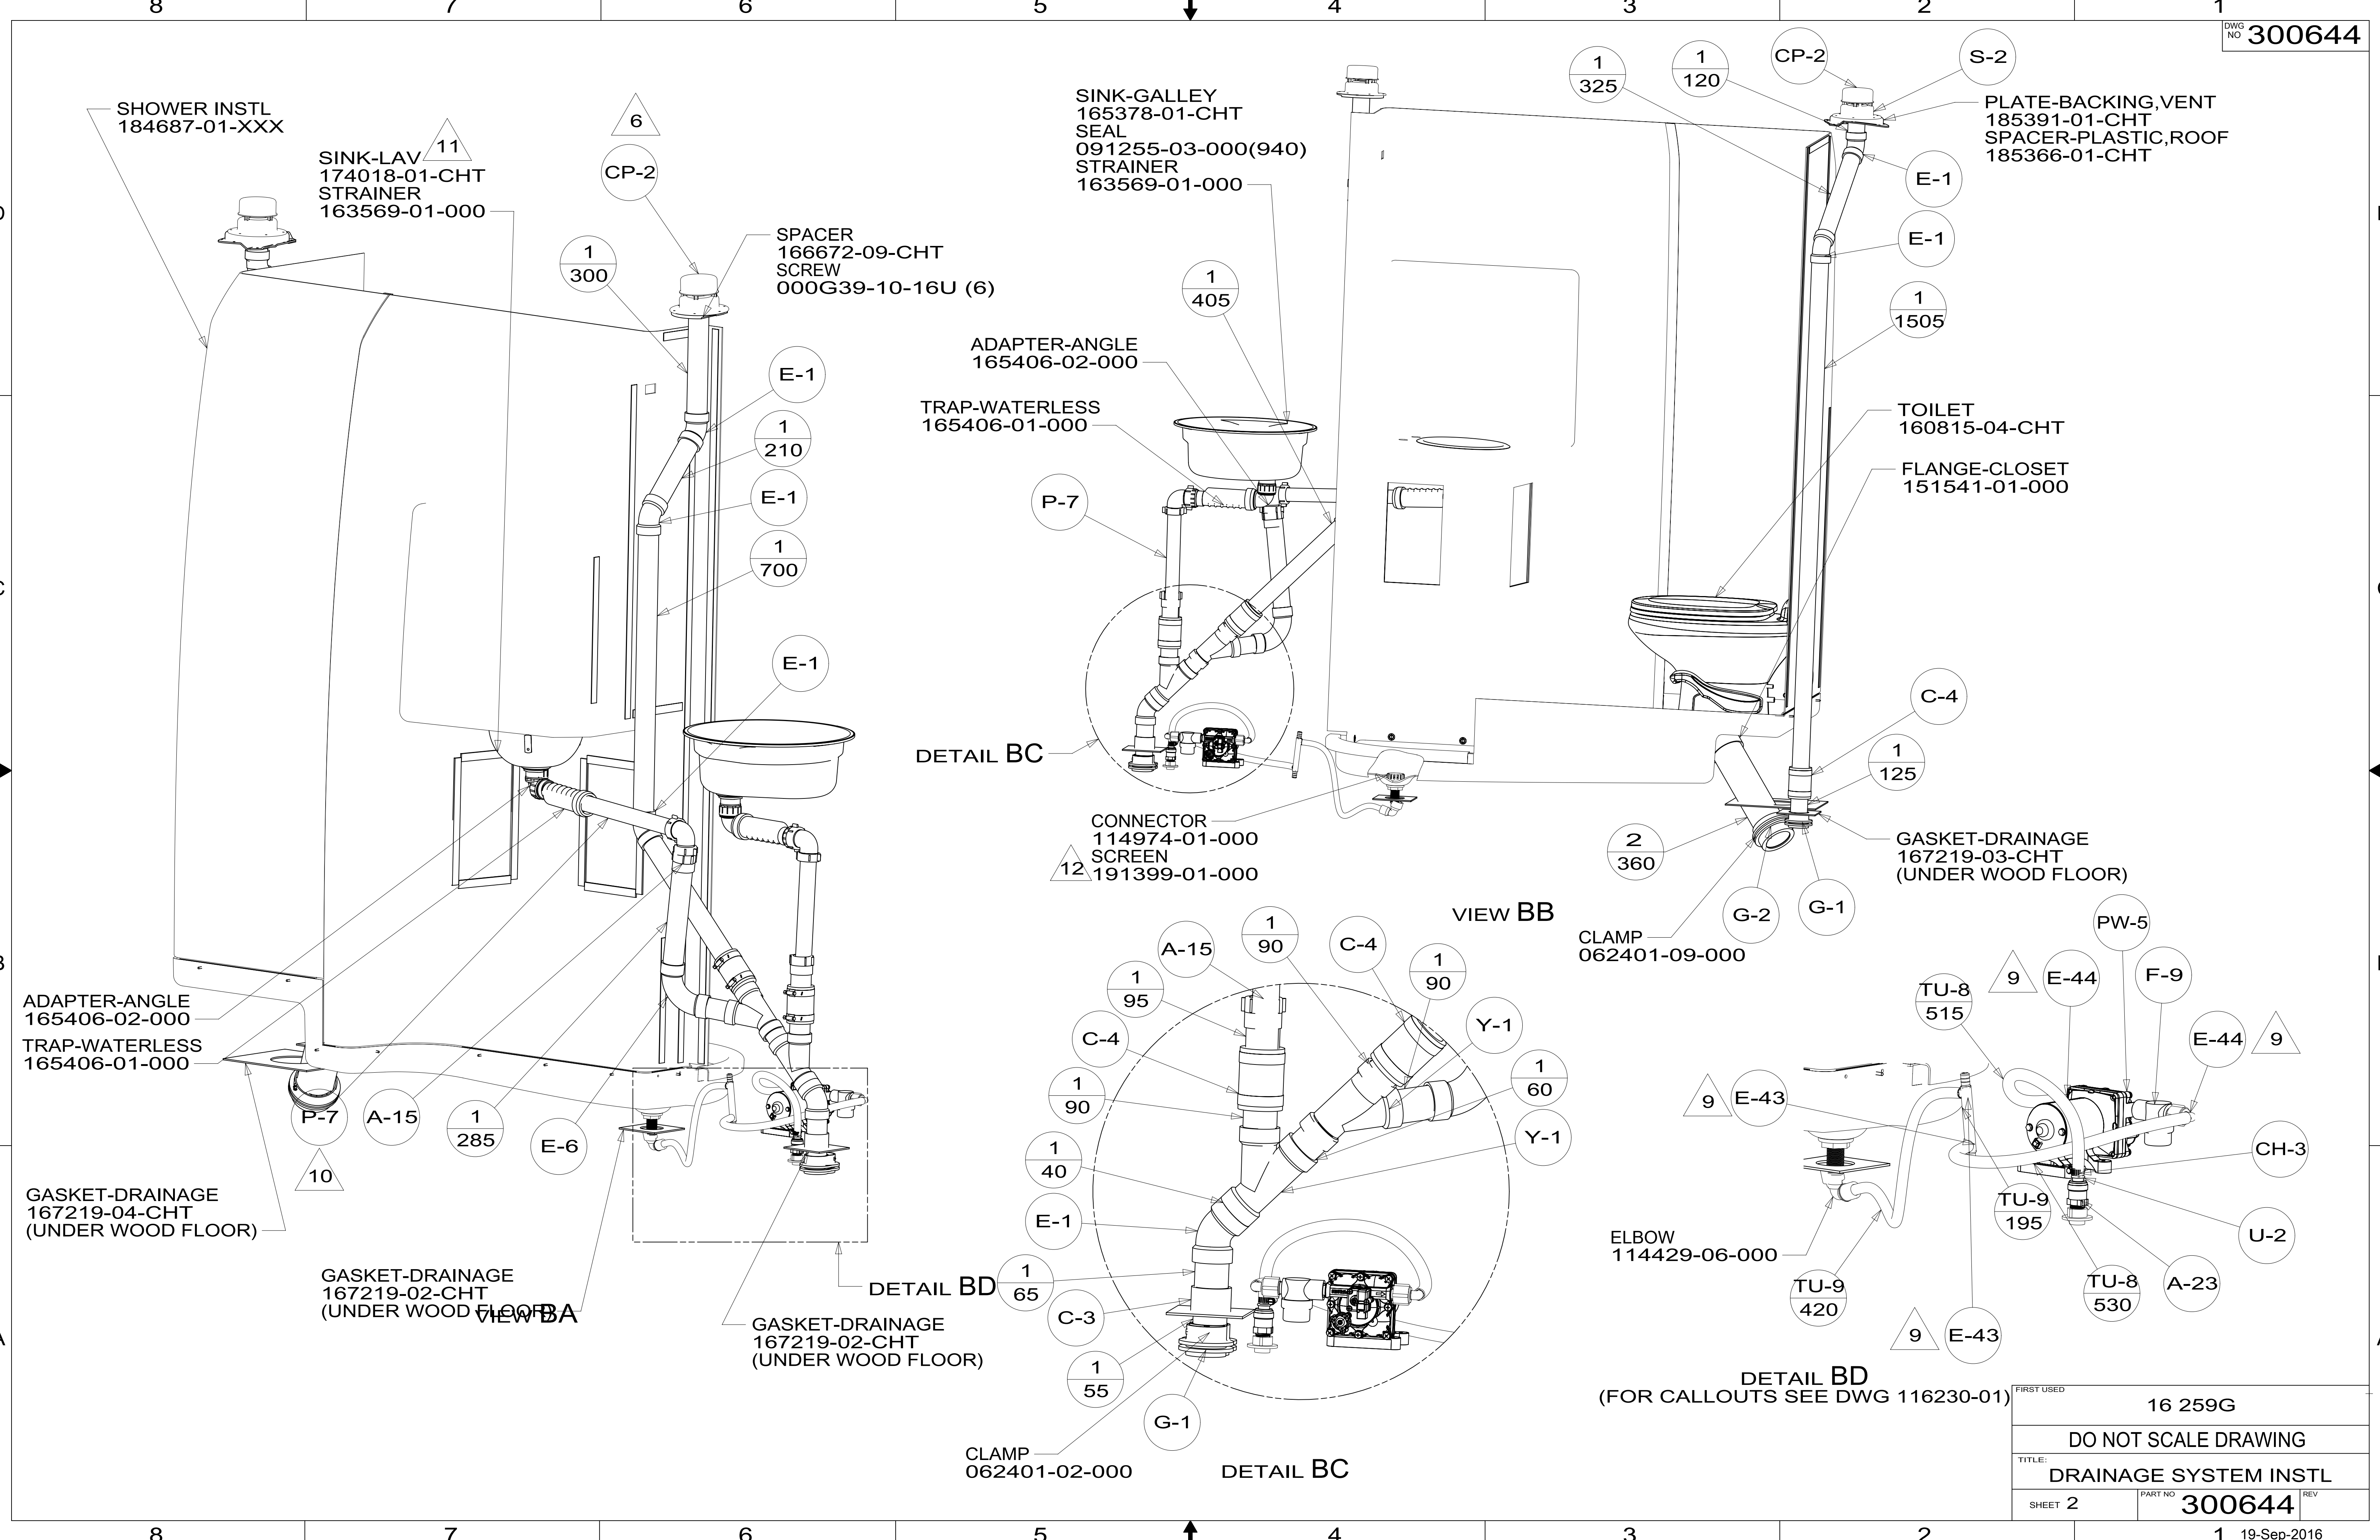 8
7
6
5
4
3
2
1
DWG
NO
300644
SHOWER INSTL
184687-01-XXX
11
SINK-LAV
174018-01-CHT
STRAINER
163569-01-000
6
CP-2
1
300
SPACER
166672-09-CHT
SCREW
000G39-10-16U (6)
E-1
1
210
E-1
1
700
E-1
ADAPTER-ANGLE
165406-02-000
TRAP-WATERLESS
165406-01-000
P-7
10
A-15
1
285
E-6
GASKET-DRAINAGE
167219-04-CHT
(UNDER WOOD FLOOR)
GASKET-DRAINAGE
167219-02-CHT
(UNDER WOOD FLOOR)
VIEW BA
DETAIL BD
GASKET-DRAINAGE
167219-02-CHT
(UNDER WOOD FLOOR)
SINK-GALLEY
165378-01-CHT
SEAL
091255-03-000(940)
STRAINER
163569-01-000
1
405
ADAPTER-ANGLE
165406-02-000
TRAP-WATERLESS
165406-01-000
P-7
DETAIL BC
CONNECTOR
114974-01-000
SCREEN
12
191399-01-000
VIEW BB
1
325
1
120
CP-2
S-2
PLATE-BACKING,VENT
185391-01-CHT
SPACER-PLASTIC,ROOF
185366-01-CHT
E-1
E-1
1
1505
TOILET
160815-04-CHT
FLANGE-CLOSET
151541-01-000
C-4
1
125
2
360
GASKET-DRAINAGE
167219-03-CHT
(UNDER WOOD FLOOR)
G-2
G-1
CLAMP
062401-09-000
A-15
1
90
C-4
1
90
1
95
C-4
Y-1
1
90
1
60
1
40
Y-1
E-1
1
65
C-3
1
55
G-1
CLAMP
062401-02-000
DETAIL BC
PW-5
TU-8
515
9
E-44
F-9
E-44
9
9
E-43
CH-3
TU-9
195
U-2
ELBOW
114429-06-000
TU-9
420
TU-8
530
A-23
9
E-43
DETAIL BD
(FOR CALLOUTS SEE DWG 116230-01)
FIRST USED
16 259G
DO NOT SCALE DRAWING
TITLE:
DRAINAGE SYSTEM INSTL
SHEET 2
PART NO
300644
REV
8
7
6
5
4
3
2
1
19-Sep-2016